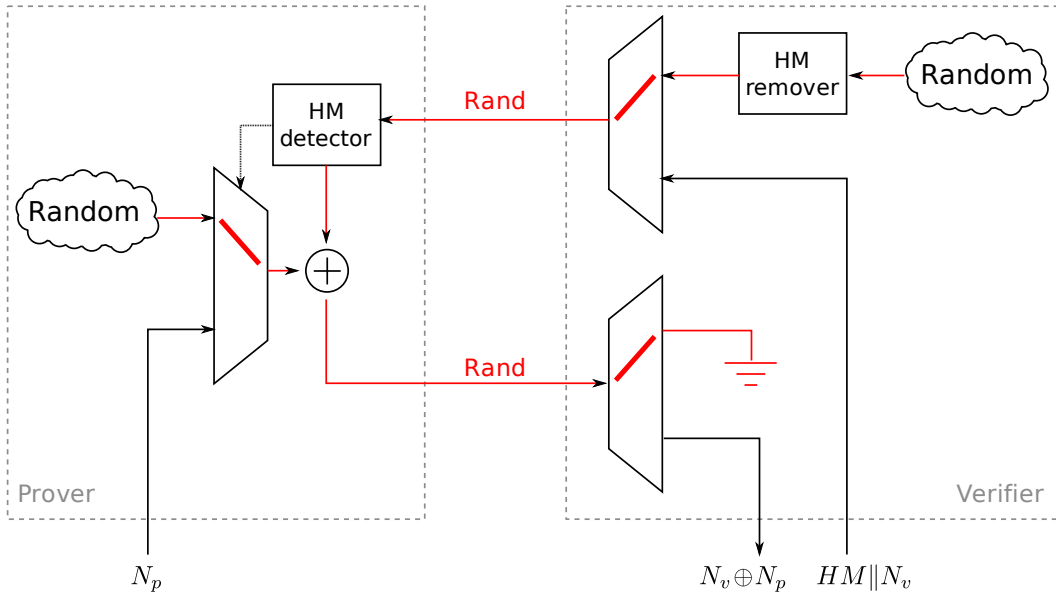 HM
remover
Random
Rand
HM
detector
Random
Rand
Prover
Verifier
N_p
N_v⊕N_p
HM∥N_v